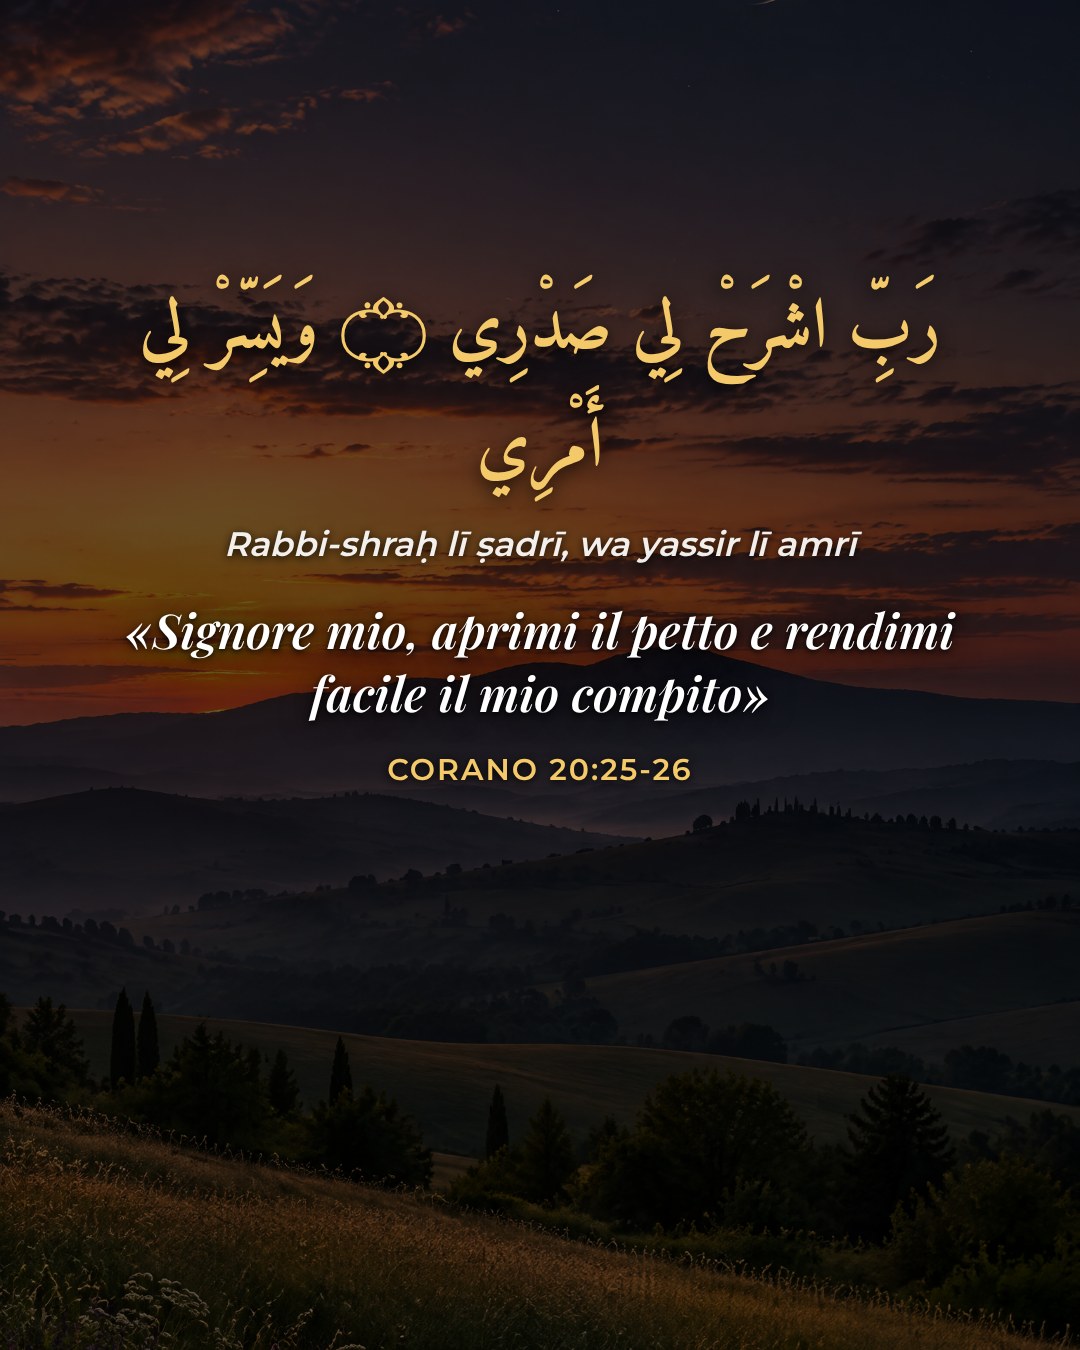 رَبِّ اشْرَحْ لِي صَدْرِي ۝ وَيَسِّرْ لِي
أَمْرِي
Rabbi-shraḥ lī ṣadrī, wa yassir lī amrī
«Signore mio, aprimi il petto e rendimi
facile il mio compito»
CORANO 20:25-26